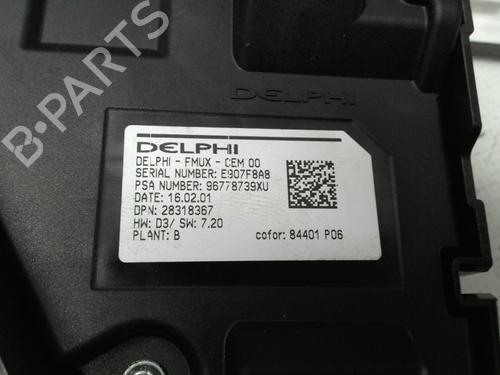 B-PARTS
DELPHI
DELPHI
DELPHI - FMUX - CEM 00
SERIAL NUMBER: E907F8A8
PSA NUMBER: 96778739XU
DATE: 16.02.01
DPN: 28318367
HW: D3/ SW: 7.20
PLANT: B
cofor: 84401 P06